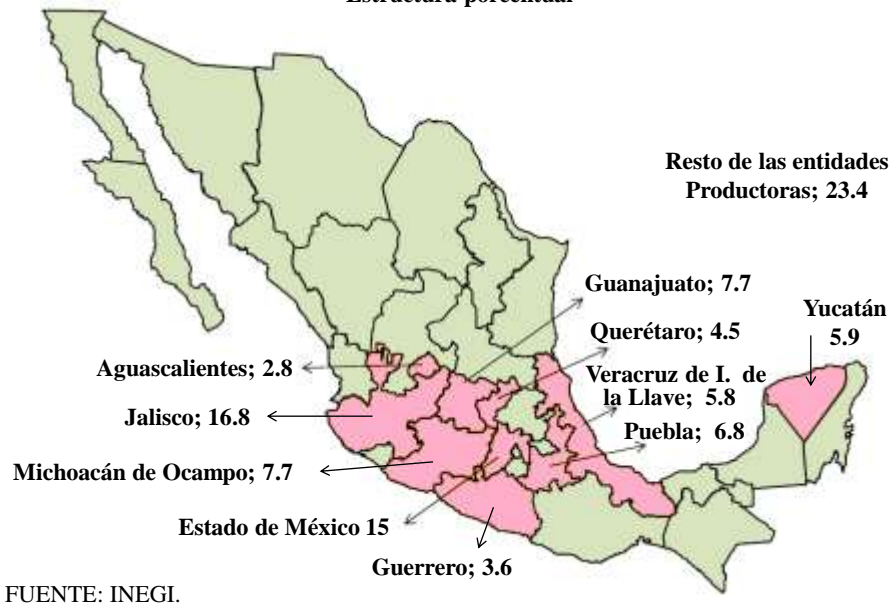 Estructura porcentual
Resto de las entidades
Productoras; 23.4
Guanajuato; 7.7
Yucatán
5.9
Querétaro; 4.5
Aguascalientes; 2.8
Veracruz de I. de
la Llave; 5.8
Jalisco; 16.8
Puebla; 6.8
Michoacán de Ocampo; 7.7
Estado de México 15
Guerrero; 3.6
FUENTE: INEGI.